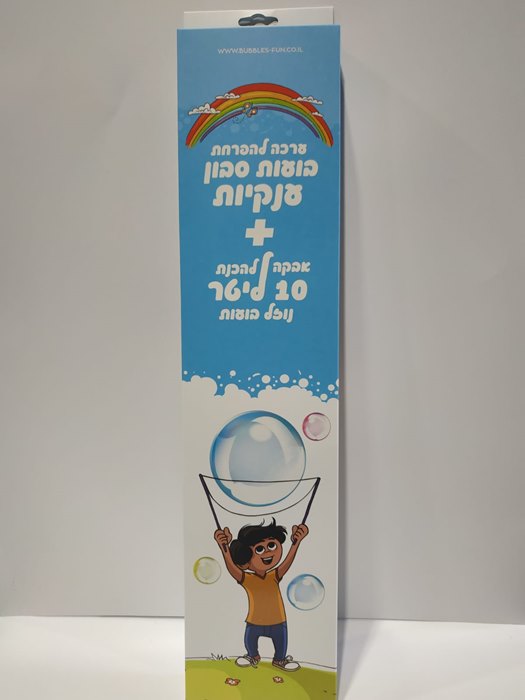 WWW.BUBBLES-FUN.CO.IL
ערכה להפרחת
בועות סבון
ענקיות
+
אבקה להכנת
10 ליטר
נוזל בועות